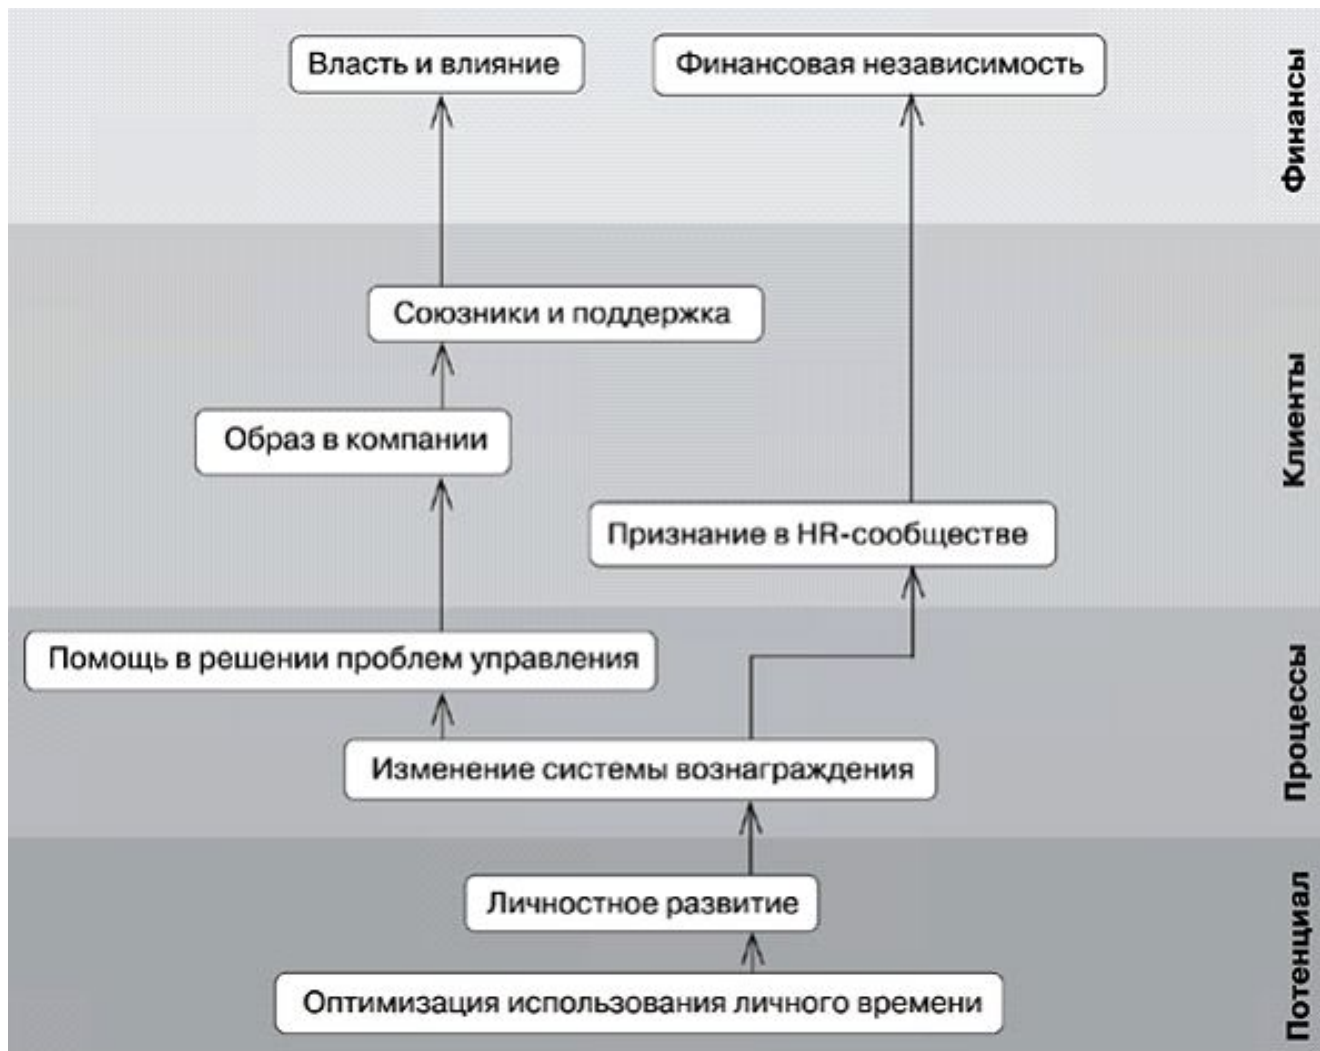 Власть и влияние
Финансовая независимость
Финансы
Союзники и поддержка
Образ в компании
Признание в HR-сообществе
Клиенты
Помощь в решении проблем управления
Изменение системы вознаграждения
Процессы
Личностное развитие
Оптимизация использования личного времени
Потенциал